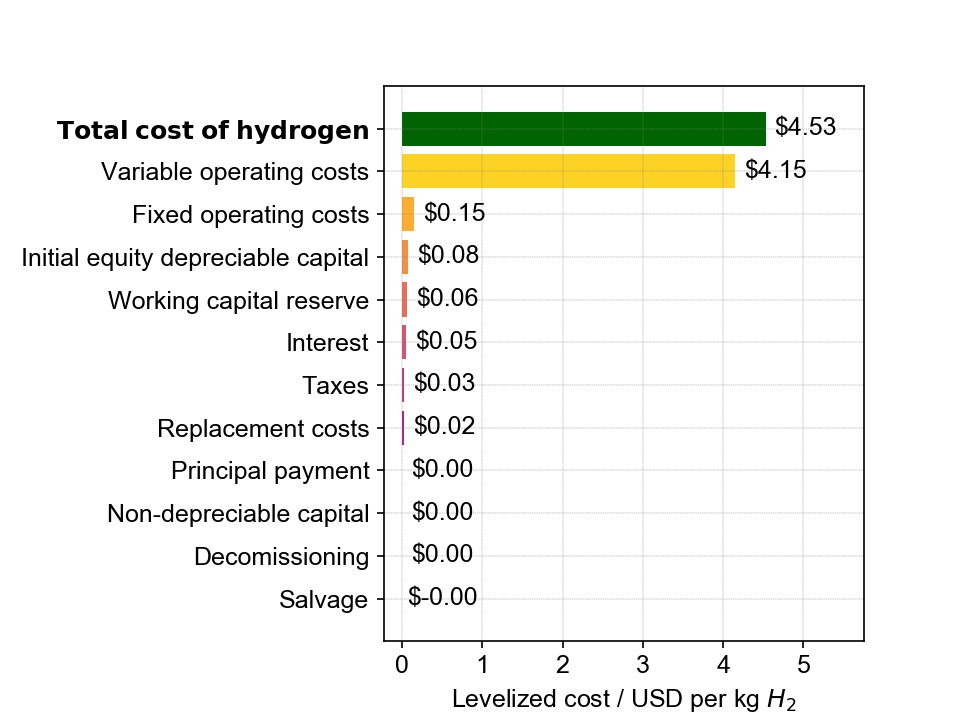 Total cost of hydrogen $4.53
Variable operating costs $4.15
Fixed operating costs $0.15
Initial equity depreciable capital $0.08
Working capital reserve $0.06
Interest $0.05
Taxes $0.03
Replacement costs $0.02
Principal payment $0.00
Non-depreciable capital $0.00
Decomissioning $0.00
Salvage $-0.00
0 1 2 3 4 5
Levelized cost / USD per kg H₂